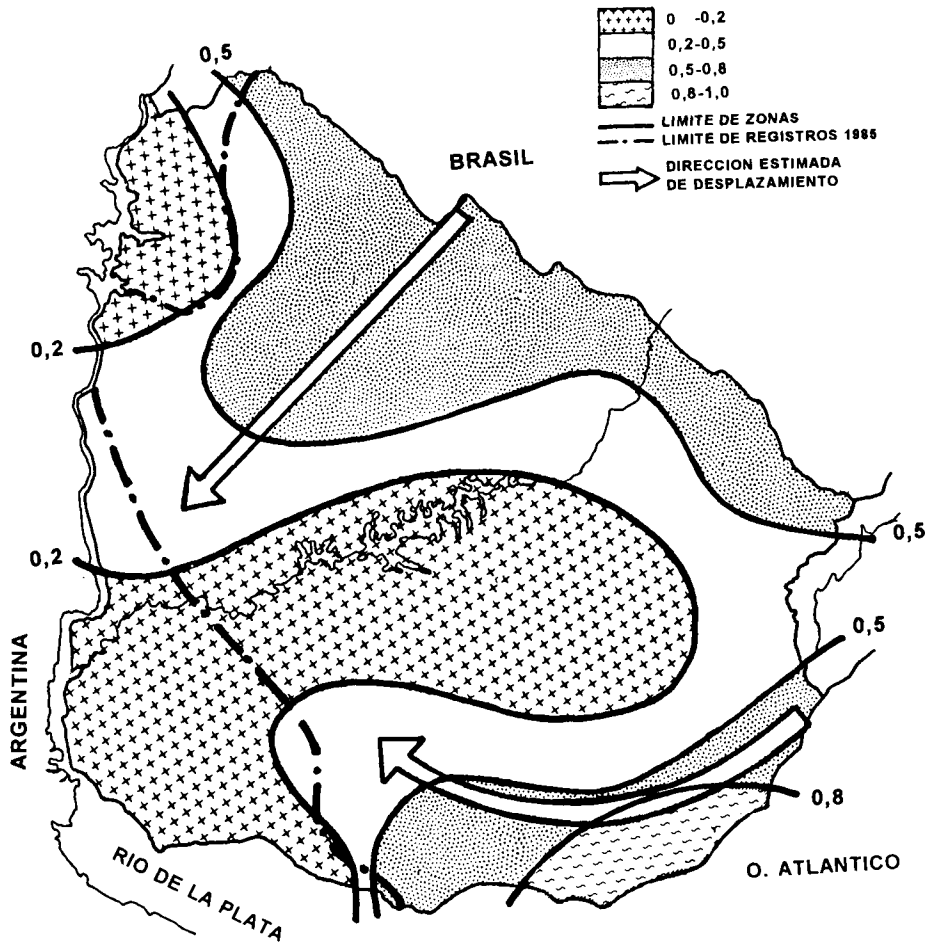 0 -0,2
0,2-0,5
0,5-0,8
0,8-1,0
LIMITE DE ZONAS
LIMITE DE REGISTROS 1985
DIRECCION ESTIMADA
DE DESPLAZAMIENTO
0,5
BRASIL
0,2
0,5
0,2
0,5
ARGENTINA
0,8
RIO DE LA PLATA
O. ATLANTICO